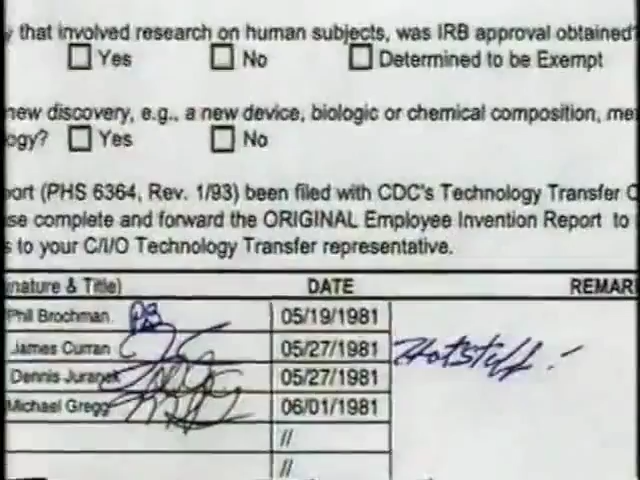 that involved research on human subjects, was IRB approval obtained?
Yes No Determined to be Exempt
new discovery, e.g., a new device, biologic or chemical composition, me
ogy? Yes No
port (PHS 6364, Rev. 1/93) been filed with CDC's Technology Transfer O
se complete and forward the ORIGINAL Employee Invention Report to
s to your C/I/O Technology Transfer representative.
nature & Title) DATE REMAR
Phil Brochman PB 05/19/1981
James Curran 05/27/1981 Hotstuff!
Dennis Juranek 05/27/1981
Michael Gregg 06/01/1981
//
//